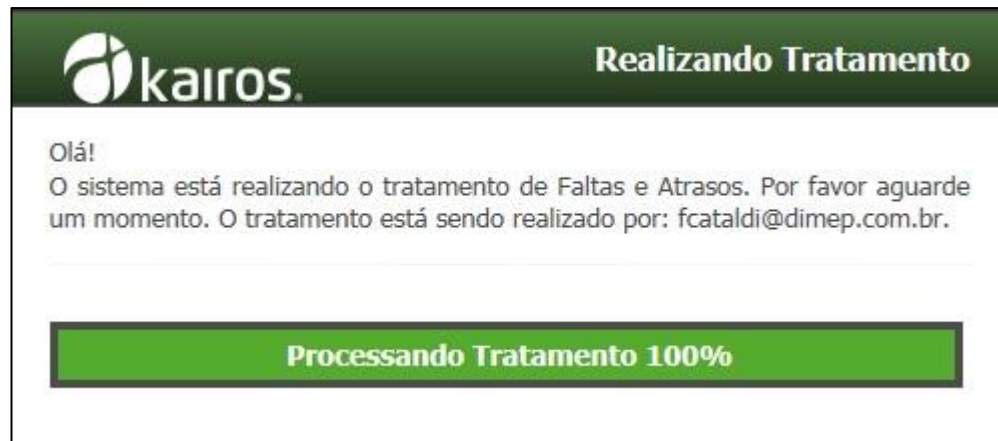 kairos.
Realizando Tratamento
Olá!
O sistema está realizando o tratamento de Faltas e Atrasos. Por favor aguarde
um momento. O tratamento está sendo realizado por: fcataldi@dimep.com.br.
Processando Tratamento 100%